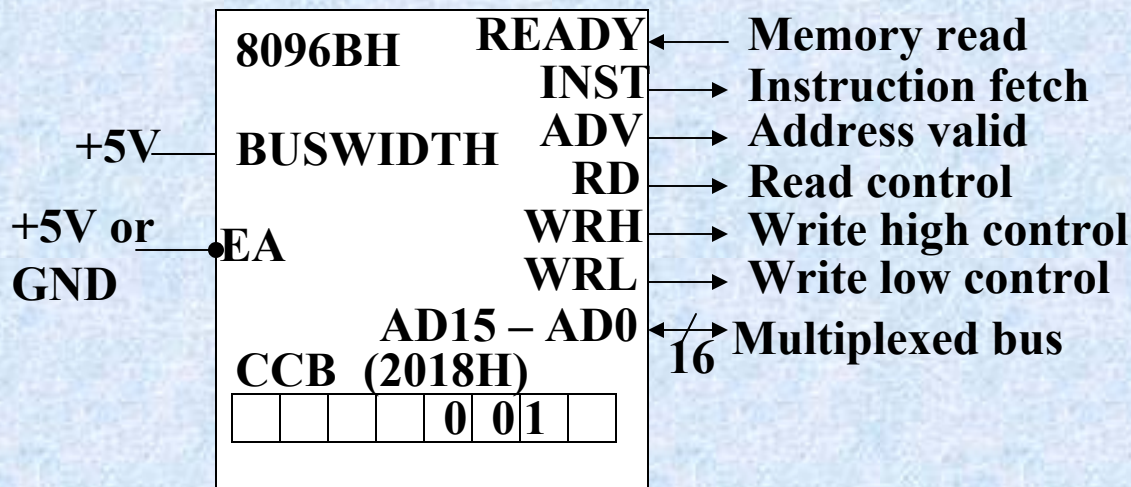 8096BH
READY
Memory read
INST
Instruction fetch
+5V
BUSWIDTH
ADV
Address valid
RD
Read control
+5V or
GND
EA
WRH
Write high control
WRL
Write low control
AD15 – AD0
16
Multiplexed bus
CCB (2018H)
0 0 1